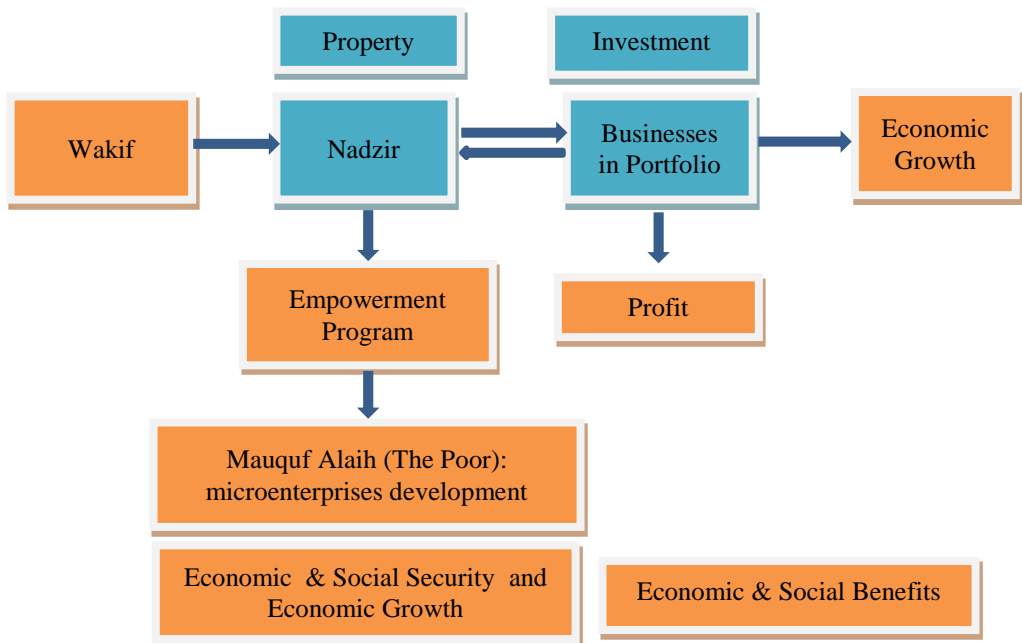 Property
Investment
Wakif
Nadzir
Businesses
in Portfolio
Economic
Growth
Empowerment
Program
Profit
Mauquf Alaih (The Poor):
microenterprises development
Economic & Social Security and
Economic Growth
Economic & Social Benefits